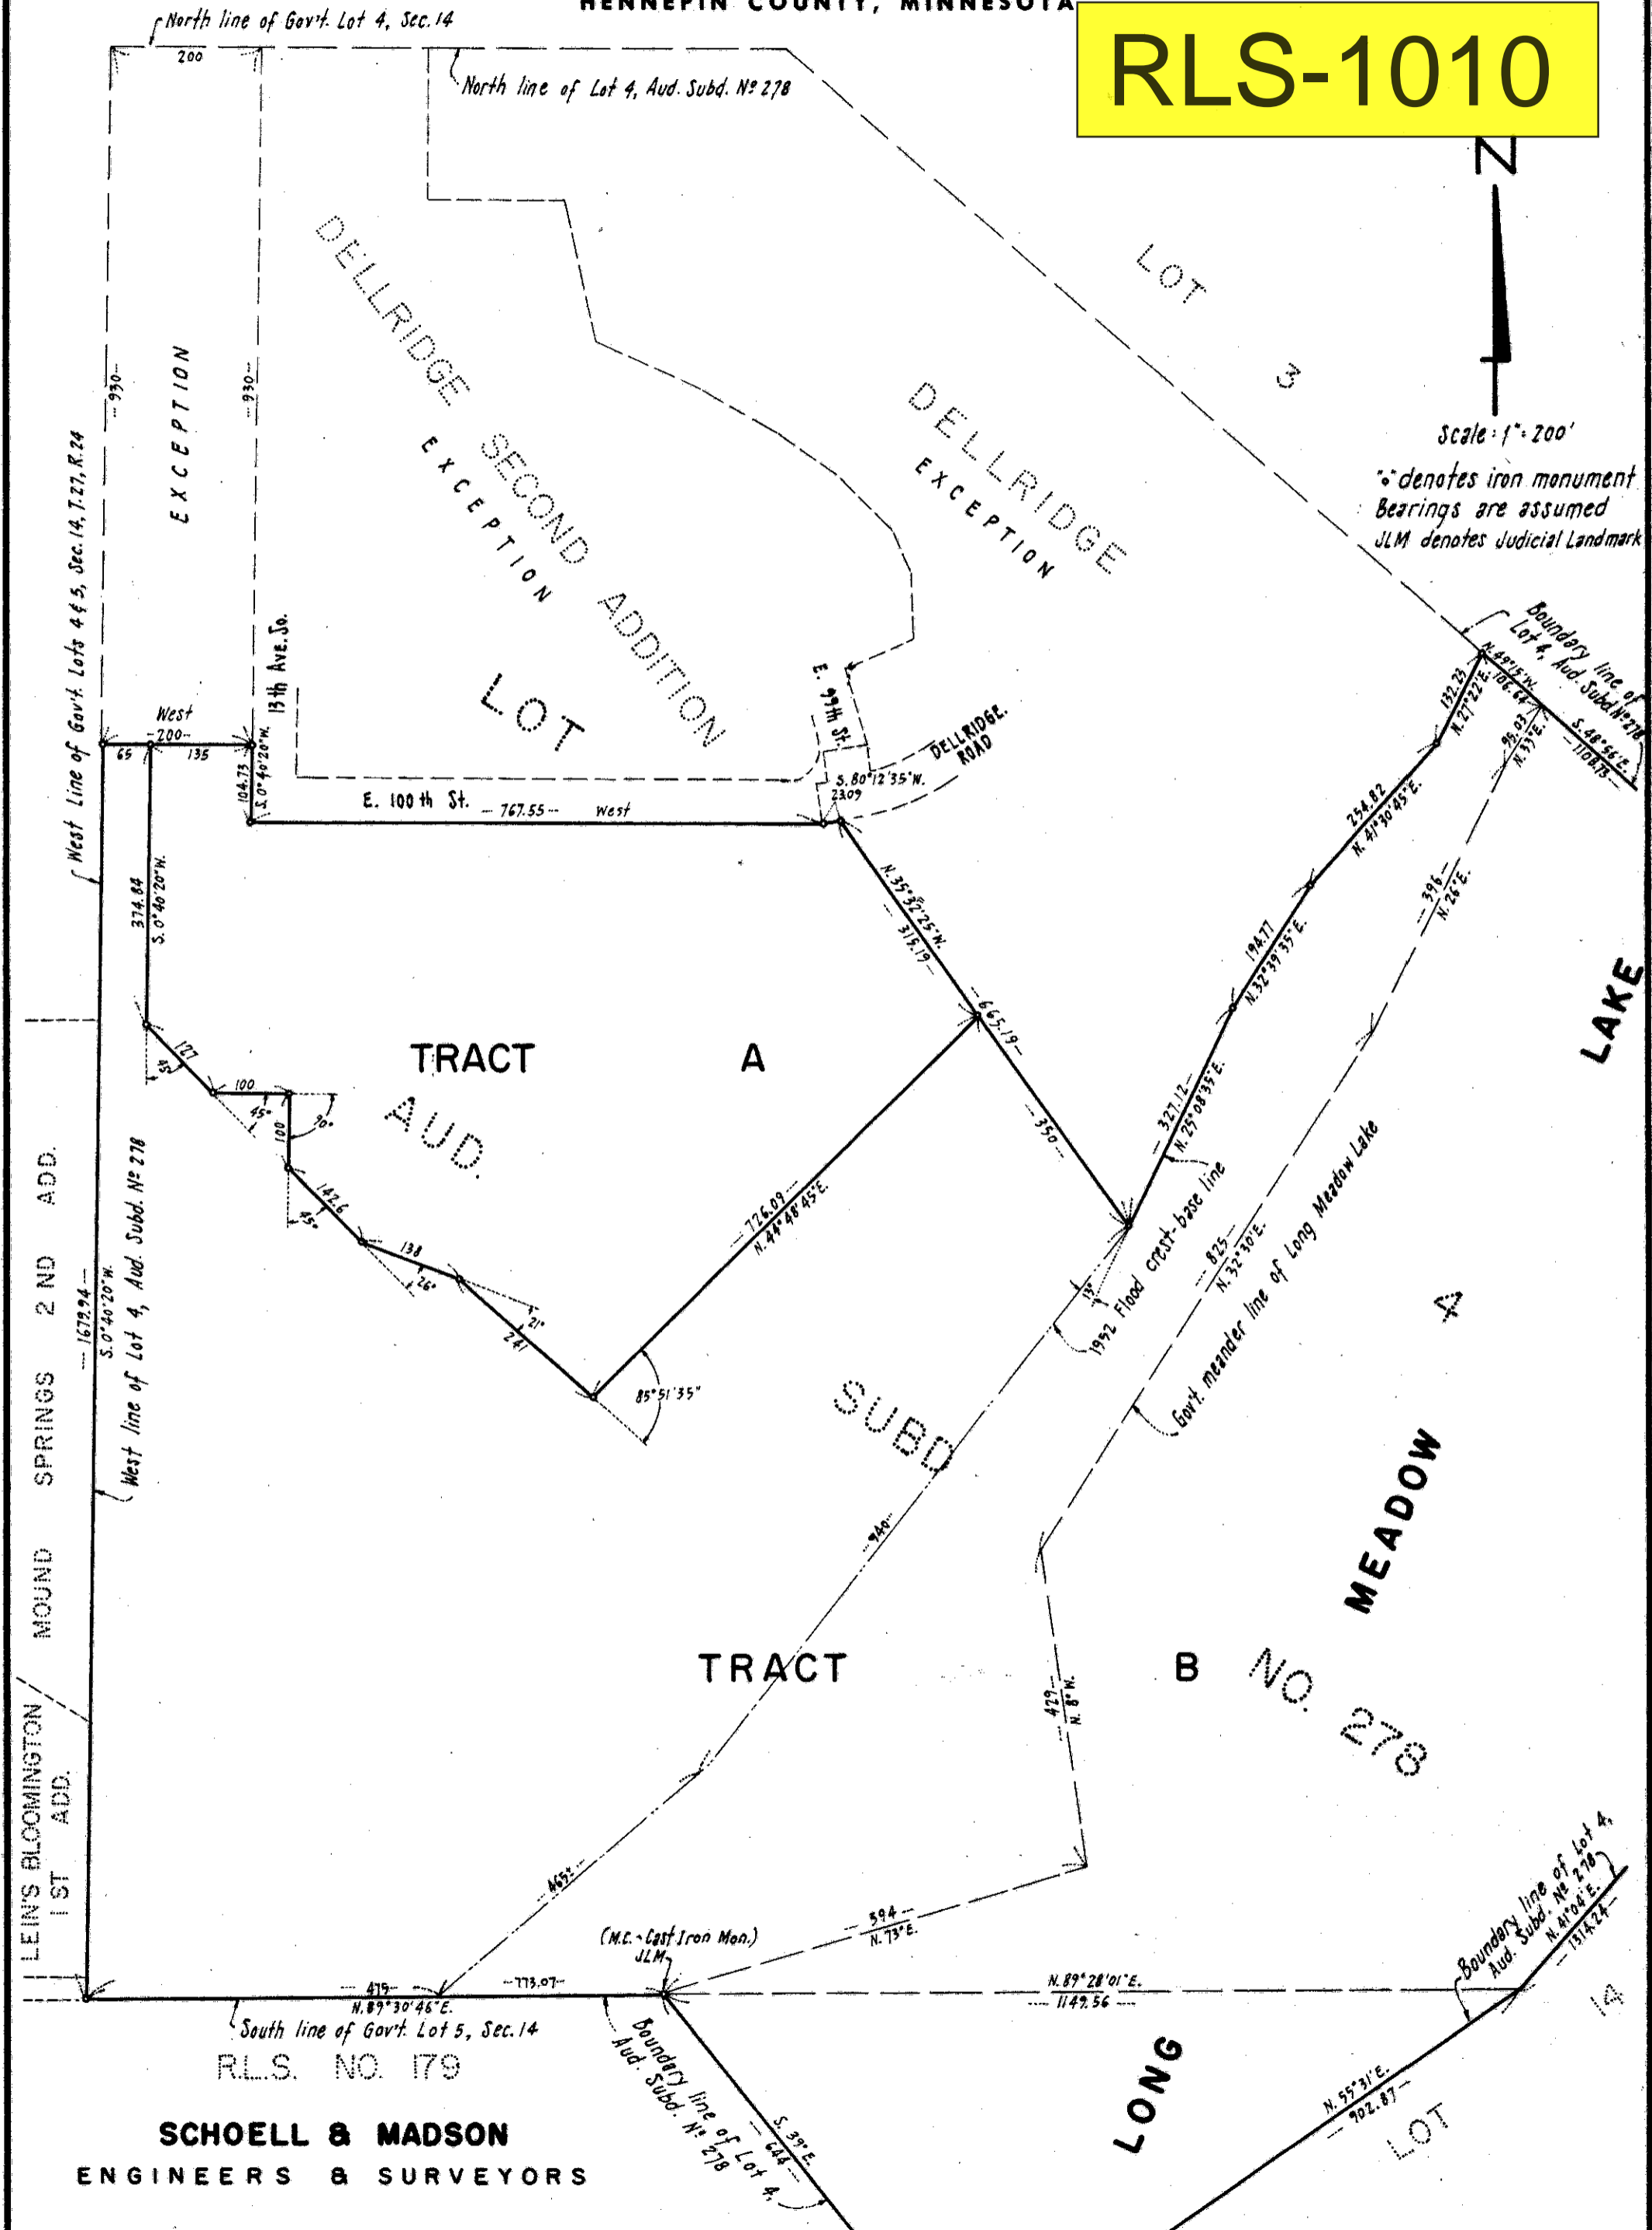 HENNEPIN COUNTY, MINNESOTA
RLS-1010
North line of Gov't. Lot 4, Sec. 14
200
North line of Lot 4, Aud. Subd. Nº 278
N
LOT 3
Scale: 1" = 200'
"o" denotes iron monument
Bearings are assumed
JLM denotes Judicial Landmark
--930--
EXCEPTION
--930--
DELLRIDGE SECOND ADDITION
EXCEPTION
DELLRIDGE
EXCEPTION
West Line of Gov't. Lots 4 & 5, Sec. 14, T.27, R.24
13th Ave. So.
LOT
E. 99th St.
DELLRIDGE
ROAD
Boundary line of
Lot 4, Aud. Subd. Nº 278
N. 49°15'W.
106.64
S. 48°56'E.
--1108.73--
132.23
N. 27°22'E.
95.03
N. 33°E.
West
--200--
65
135
104.73
S. 0°40'20"W.
S. 80°12'35"W.
23.09
E. 100th St.
--767.55--
West
254.82
N. 41°30'45"E.
--396--
N. 26°E.
374.84
S. 0°40'20"W.
N. 35°32'25"W.
--315.19--
--665.19--
--350--
194.77
N. 32°39'35"E.
LAKE
TRACT A
127
45°
100
45°
100
90°
AUD.
--327.12--
N. 25°08'35"E.
142.6
45°
138
26°
21°
241
--726.09--
N. 44°48'45"E.
85°51'35"
13°
1952 Flood crest-base line
--825--
N. 32°30'E.
Gov't. meander line of Long Meadow Lake
4
MOUND SPRINGS 2ND ADD.
--1679.94--
S. 0°40'20"W.
West line of Lot 4, Aud. Subd. Nº 278
SUBD
--940--
MEADOW
TRACT B
NO. 278
--429--
N. 8°W.
LEIN'S BLOOMINGTON
1ST ADD.
--465±--
(M.C. - Cast Iron Mon.)
JLM
--594--
N. 73°E.
Boundary line of Lot 4,
Aud. Subd. Nº 278
N. 41°04'E.
--1314.24--
--475--
--773.07--
N. 89°30'46"E.
N. 89°28'01"E.
--1149.56--
South line of Gov't. Lot 5, Sec. 14
14
R.L.S. NO. 179
Boundary line of Lot 4,
Aud. Subd. Nº 278
S. 39°E.
--644--
LONG
N. 55°31'E.
--902.87--
LOT
SCHOELL & MADSON
ENGINEERS & SURVEYORS